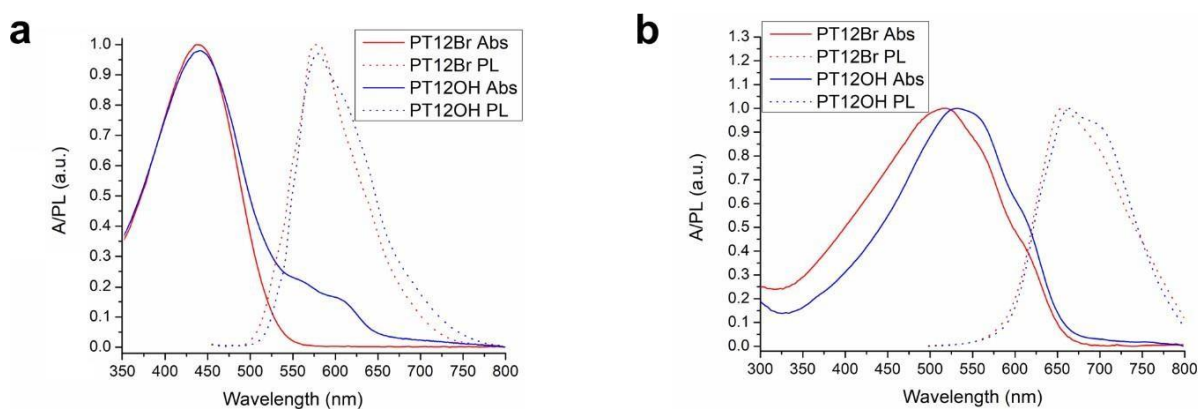 a
1.0
0.9
0.8
0.7
0.6
0.5
0.4
0.3
0.2
0.1
0.0
A/PL (a.u.)
350 400 450 500 550 600 650 700 750 800
Wavelength (nm)
PT12Br Abs
PT12Br PL
PT12OH Abs
PT12OH PL
b
1.3
1.2
1.1
1.0
0.9
0.8
0.7
0.6
0.5
0.4
0.3
0.2
0.1
0.0
A/PL (a.u.)
300 350 400 450 500 550 600 650 700 750 800
Wavelength (nm)
PT12Br Abs
PT12Br PL
PT12OH Abs
PT12OH PL